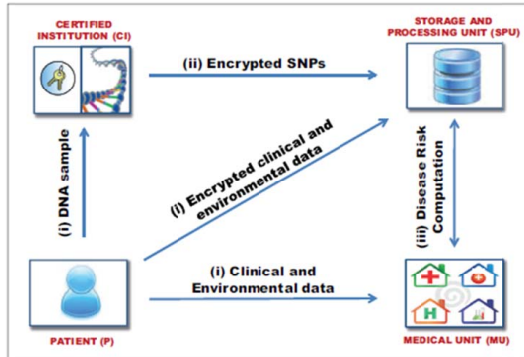 CERTIFIED
INSTITUTION (CI)
STORAGE AND
PROCESSING UNIT (SPU)
(ii) Encrypted SNPs
(i) DNA sample
(i) Encrypted clinical and
environmental data
(iii) Disease Risk
Computation
(i) Clinical and
Environmental data
H
PATIENT (P)
MEDICAL UNIT (MU)